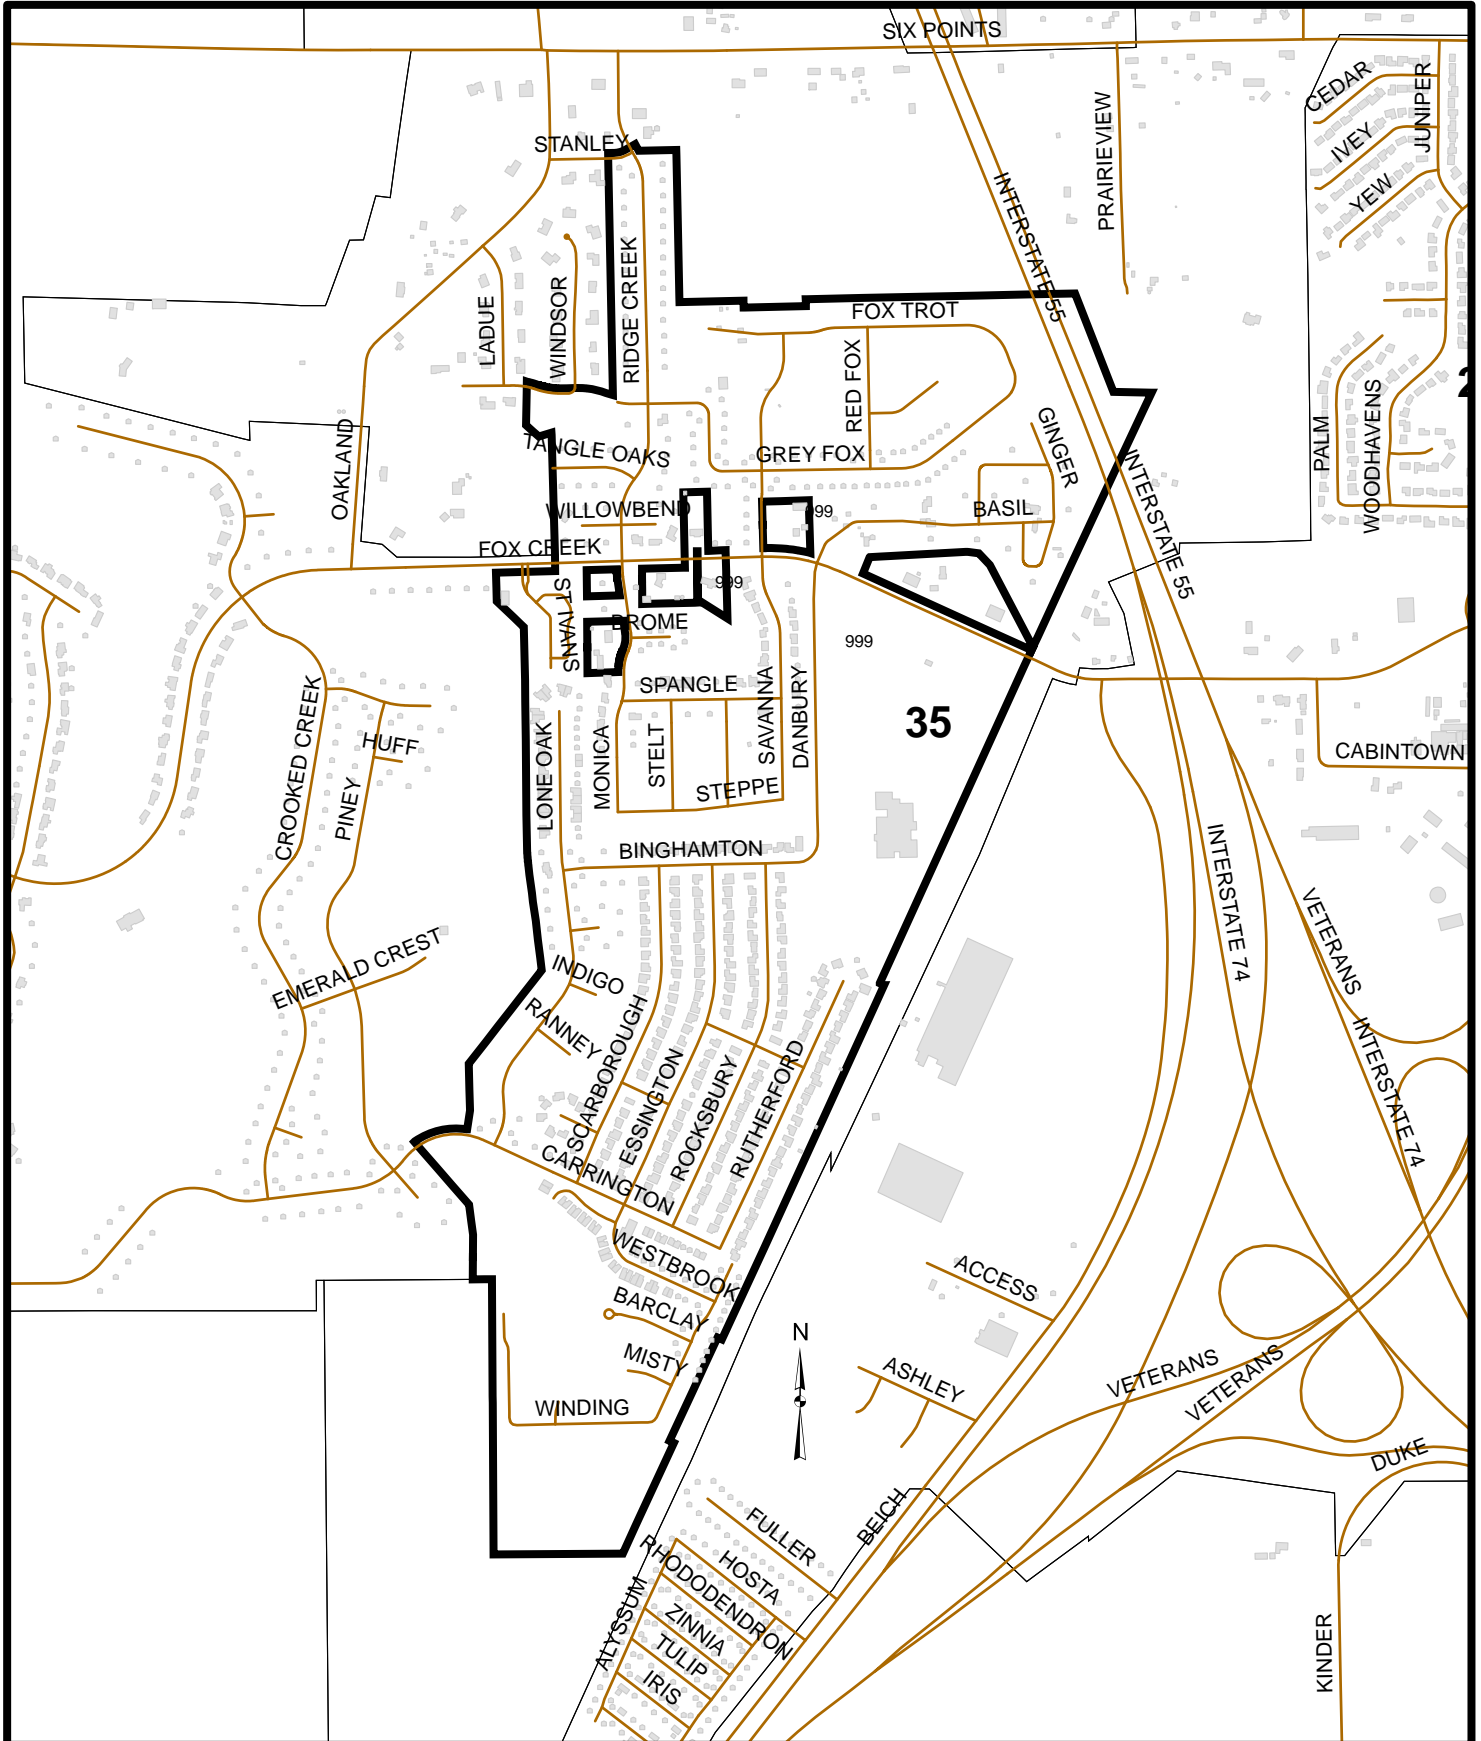 SIX POINTS
CEDAR
JUNIPER
IVEY
YEW
PRAIRIEVIEW
STANLEY
INTERSTATE 55
RIDGE CREEK
WINDSOR
LADUE
FOX TROT
RED FOX
GINGER
PALM
WOODHAVENS
2
OAKLAND
TANGLE OAKS
GREY FOX
WILLOWBEND
999
BASIL
INTERSTATE 55
FOX CREEK
ST IVANS
999
BROME
999
SPANGLE
SAVANNA
DANBURY
35
CROOKED CREEK
HUFF
PINEY
LONE OAK
MONICA
STELT
STEPPE
CABINTOWN
BINGHAMTON
INTERSTATE 74
VETERANS
EMERALD CREST
INDIGO
RANNEY
SCARBOROUGH
ESSINGTON
ROCKSBURY
RUTHERFORD
INTERSTATE 74
CARRINGTON
WESTBROOK
ACCESS
BARCLAY
MISTY
N
WINDING
ASHLEY
VETERANS
VETERANS
DUKE
BEICH
FULLER
HOSTA
RHODODENDRON
ALYSSUM
ZINNIA
TULIP
IRIS
KINDER